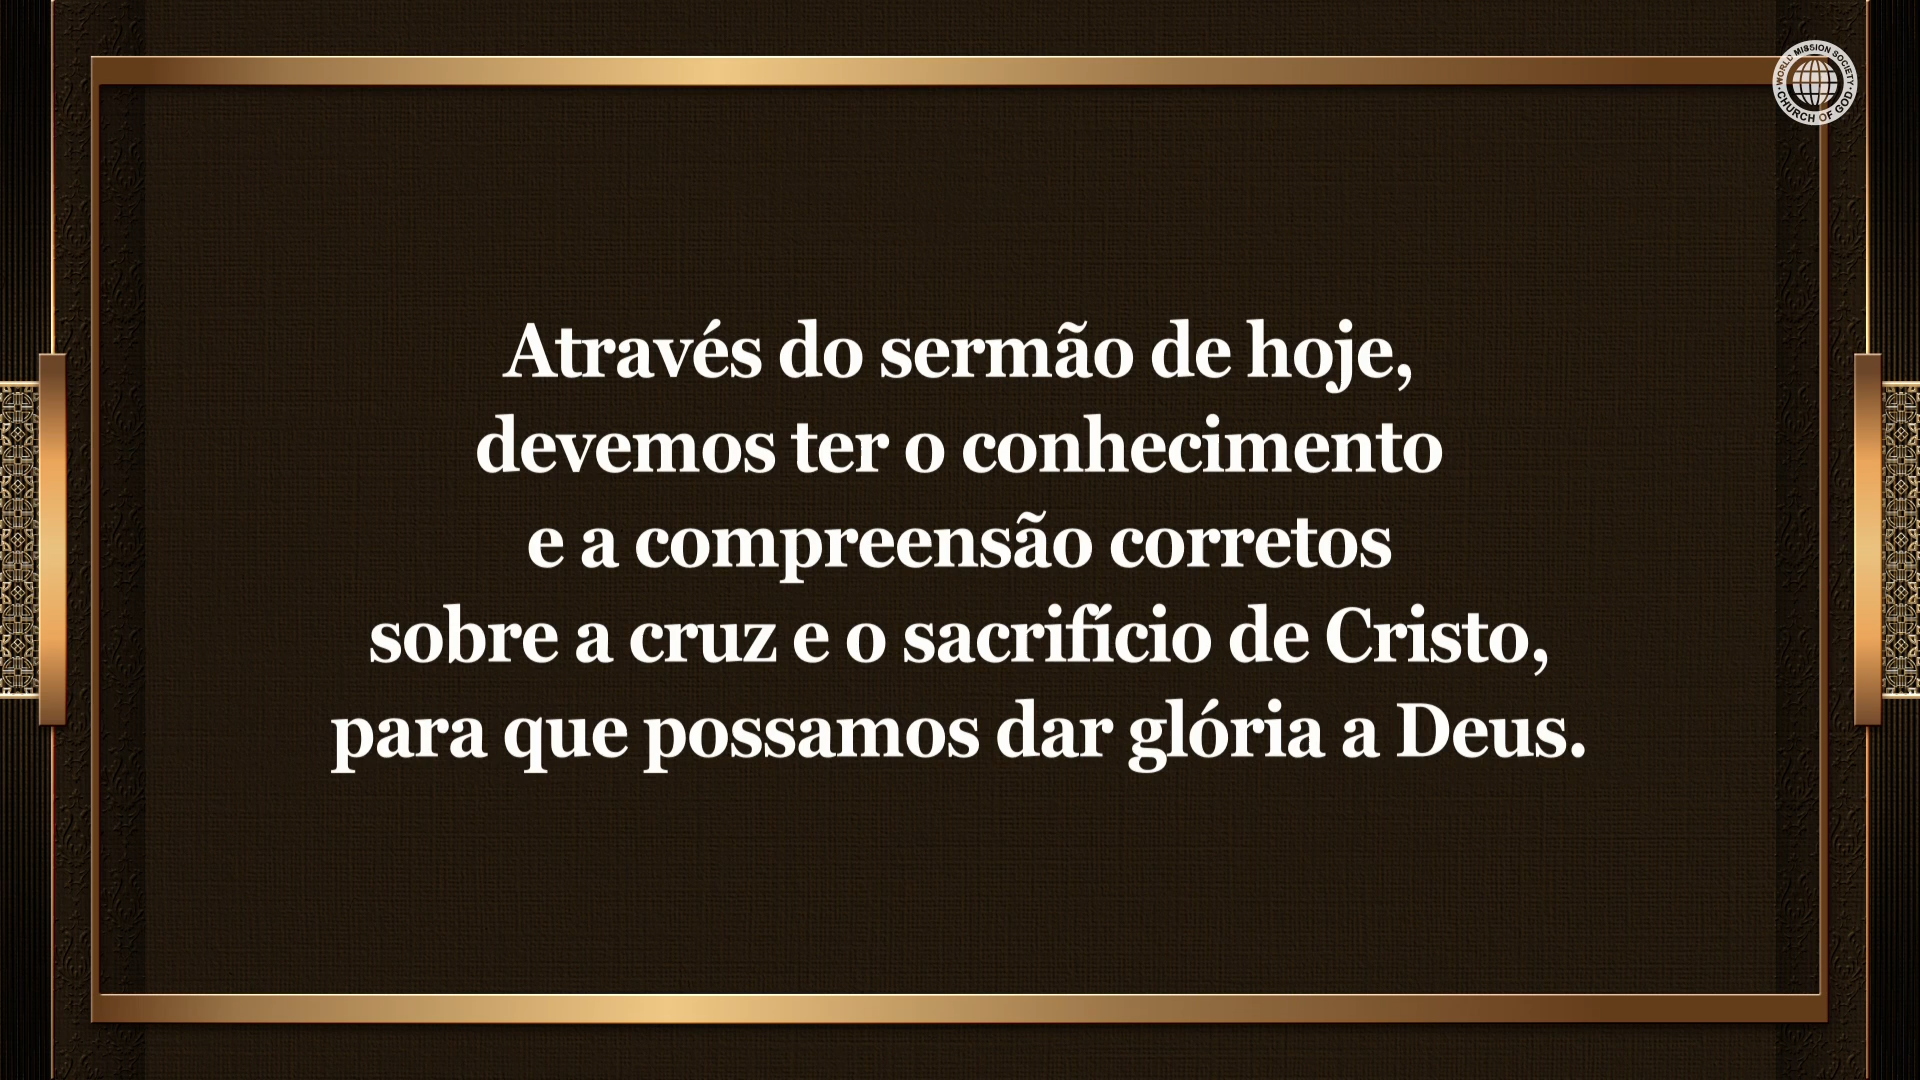 WORLD MISSION SOCIETY
CHURCH OF GOD
Através do sermão de hoje,
devemos ter o conhecimento
e a compreensão corretos
sobre a cruz e o sacrifício de Cristo,
para que possamos dar glória a Deus.